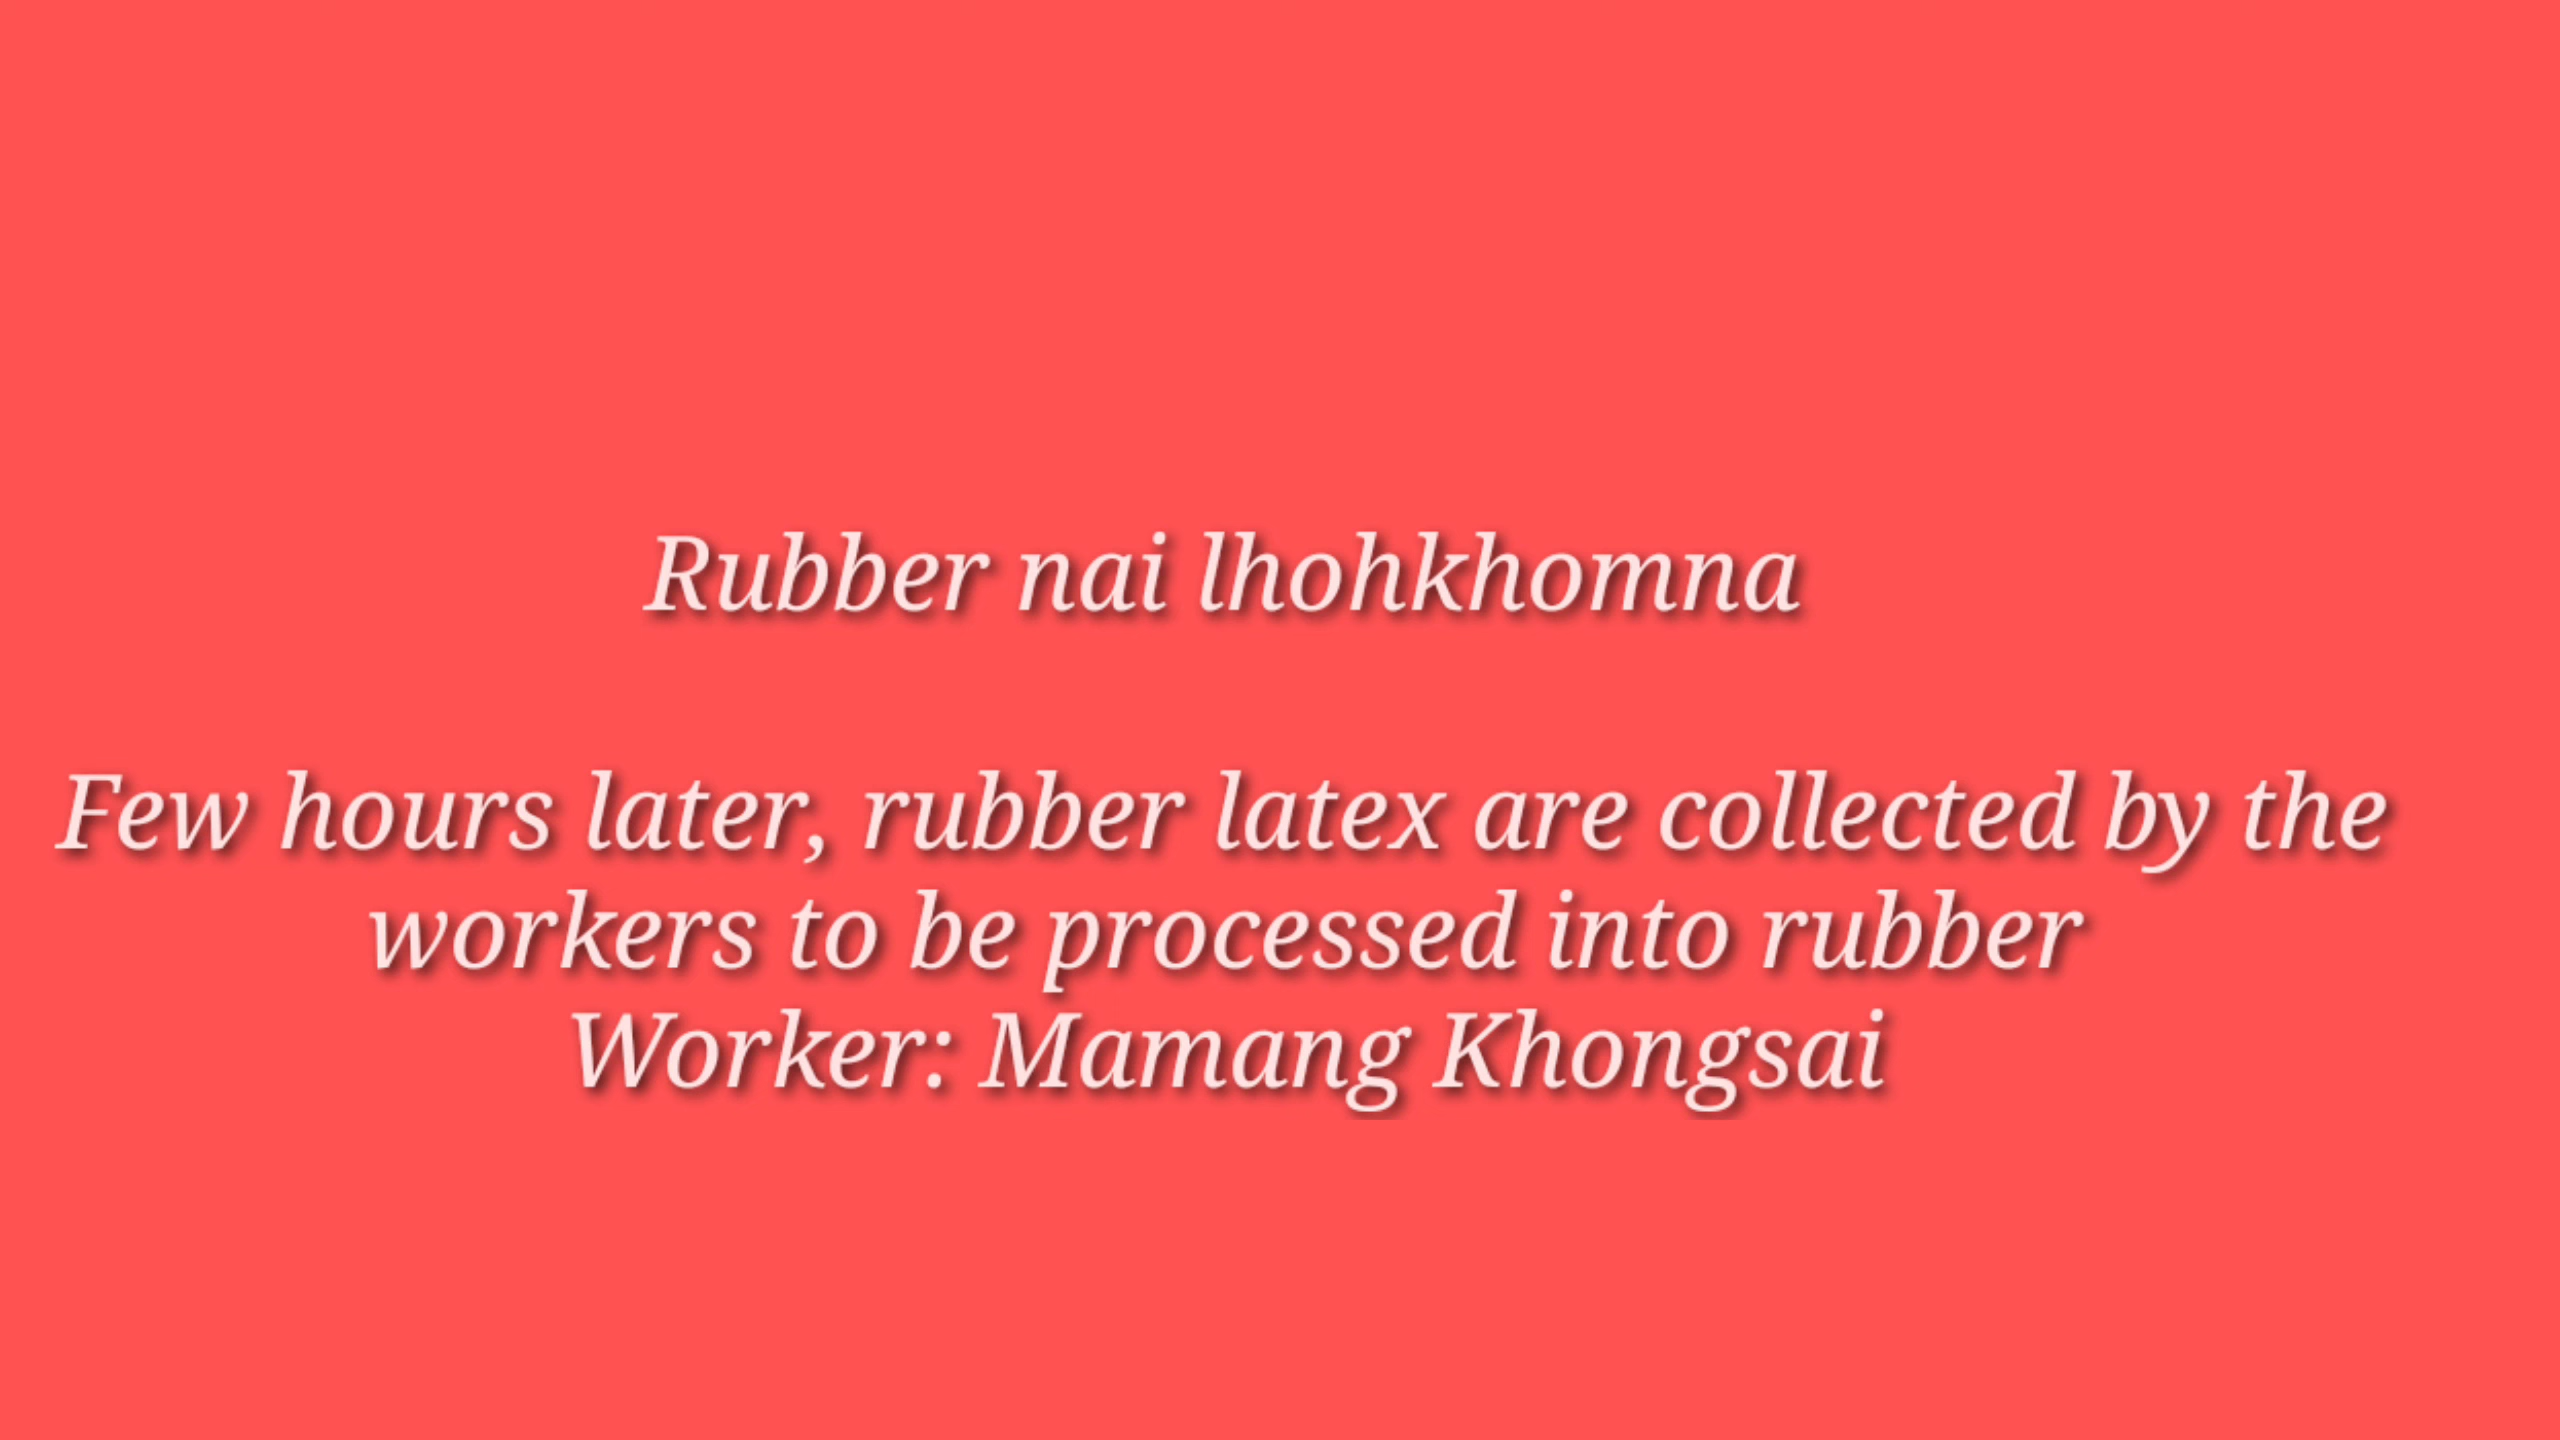 Rubber nai lhohkhomna
Few hours later, rubber latex are collected by the
workers to be processed into rubber
Worker: Mamang Khongsai